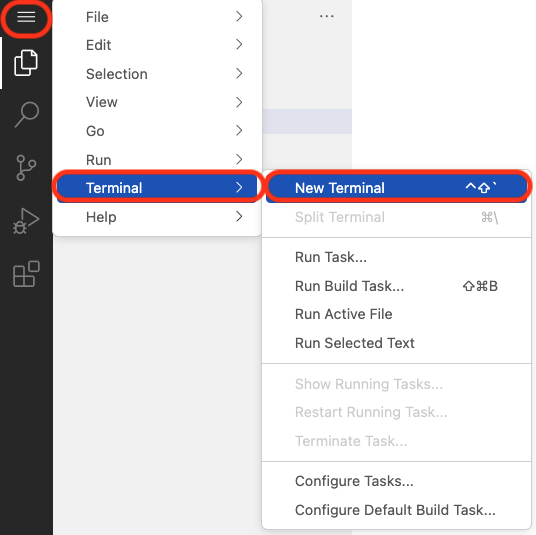 File
Edit
Selection
View
Go
Run
Terminal
Help
New Terminal ^⇧`
Split Terminal ⌘\
Run Task...
Run Build Task... ⇧⌘B
Run Active File
Run Selected Text
Show Running Tasks...
Restart Running Task...
Terminate Task...
Configure Tasks...
Configure Default Build Task...